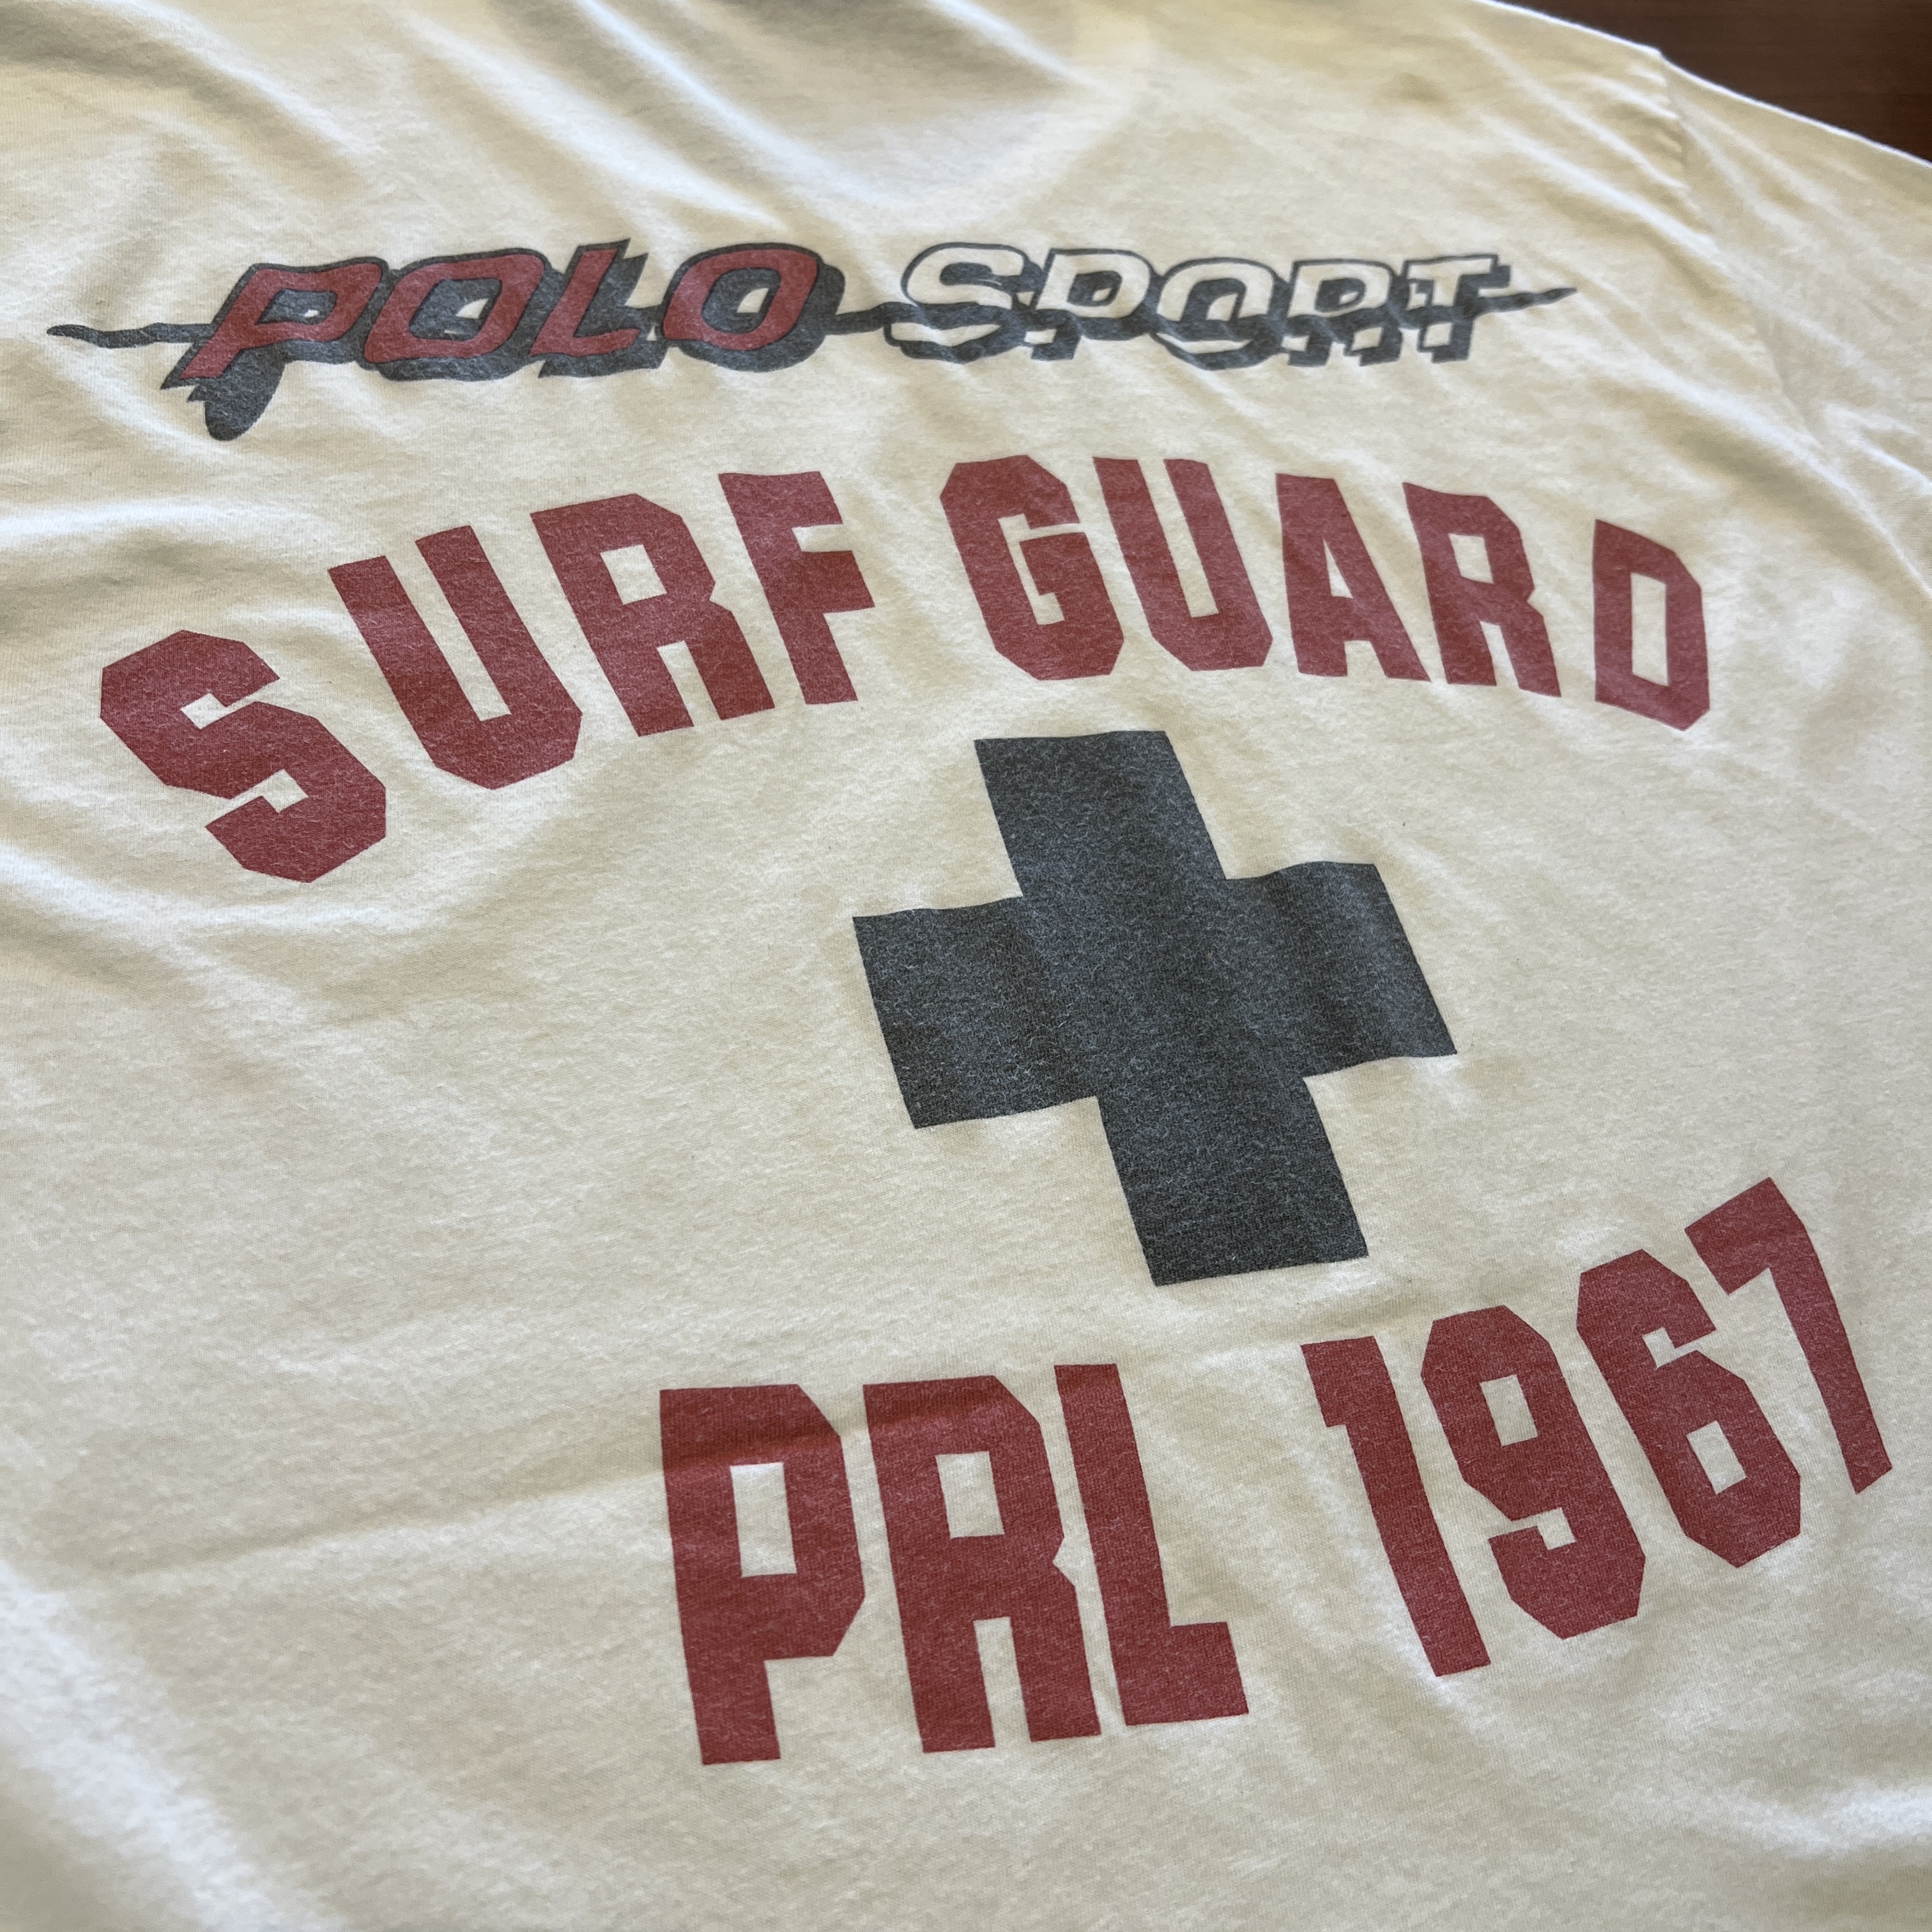 POLO SPORT
SURF GUARD
PRL 1967